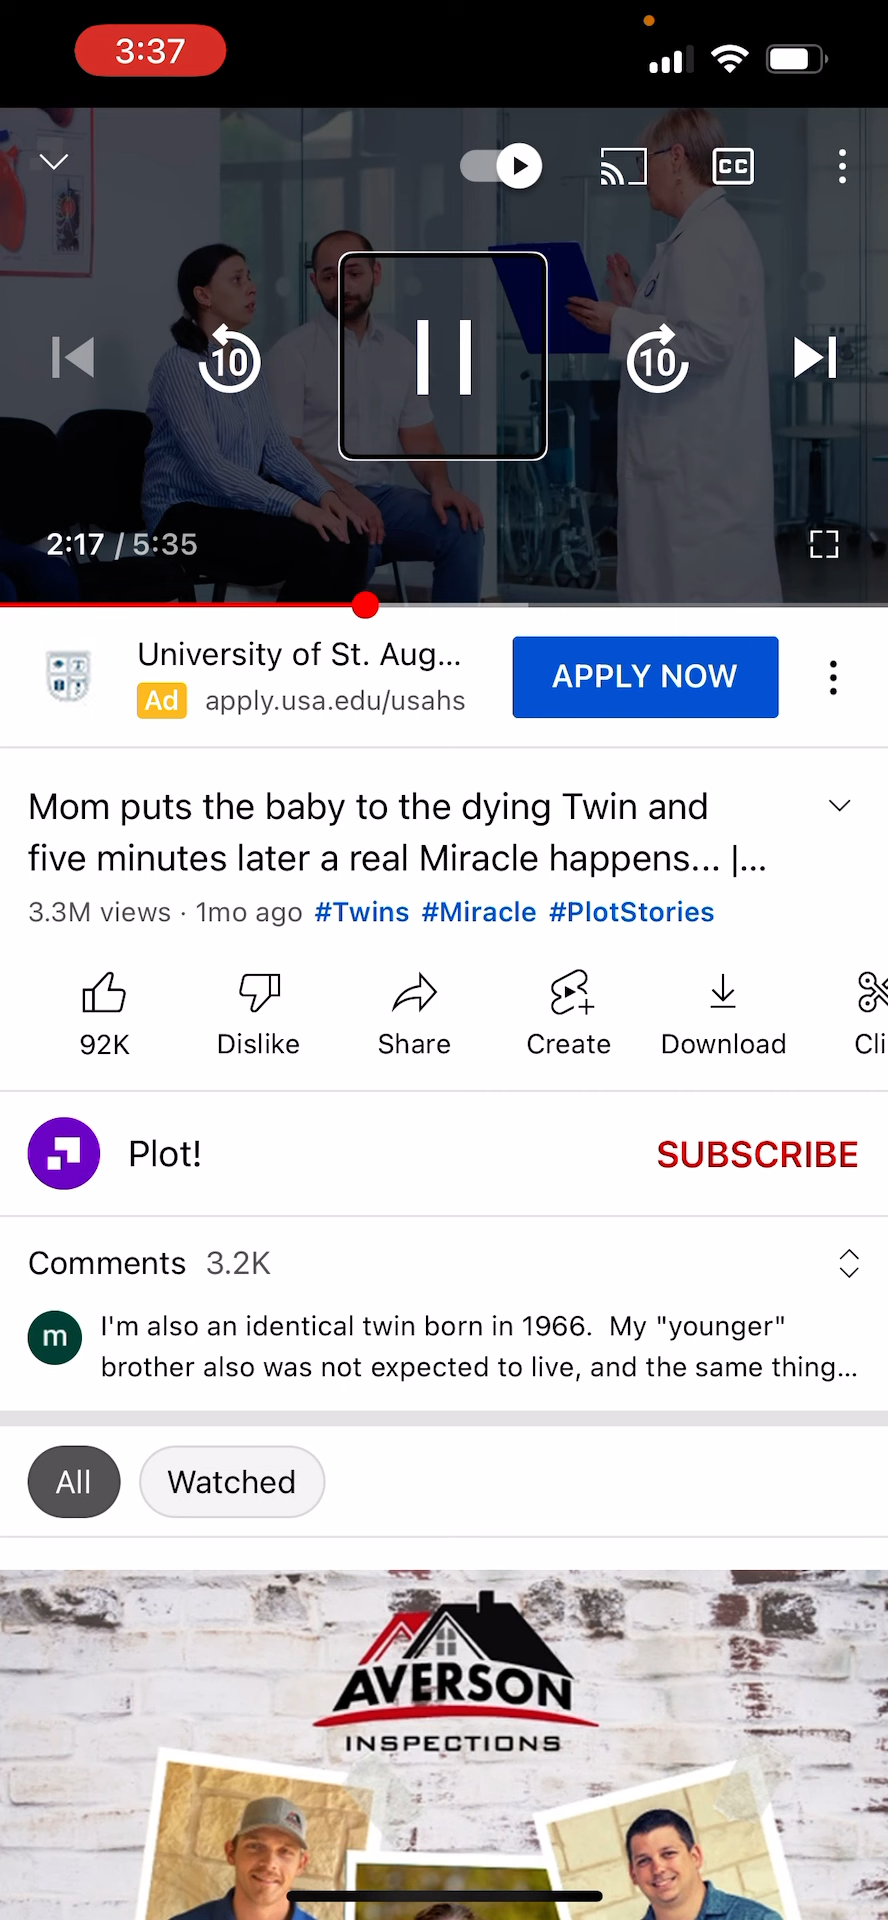 3:37
CC
10
10
2:17 / 5:35
University of St. Aug...
Ad apply.usa.edu/usahs
APPLY NOW
Mom puts the baby to the dying Twin and
five minutes later a real Miracle happens... |...
3.3M views · 1mo ago #Twins #Miracle #PlotStories
92K
Dislike
Share
Create
Download
Cli
Plot!
SUBSCRIBE
Comments 3.2K
m
I'm also an identical twin born in 1966.  My "younger"
brother also was not expected to live, and the same thing...
All
Watched
AVERSON
INSPECTIONS